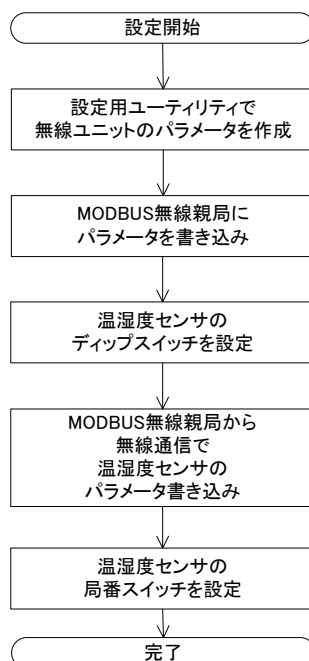 設定開始
設定用ユーティリティで
無線ユニットのパラメータを作成
MODBUS無線親局に
パラメータを書き込み
温湿度センサの
ディップスイッチを設定
MODBUS無線親局から
無線通信で
温湿度センサの
パラメータ書き込み
温湿度センサの
局番スイッチを設定
完了